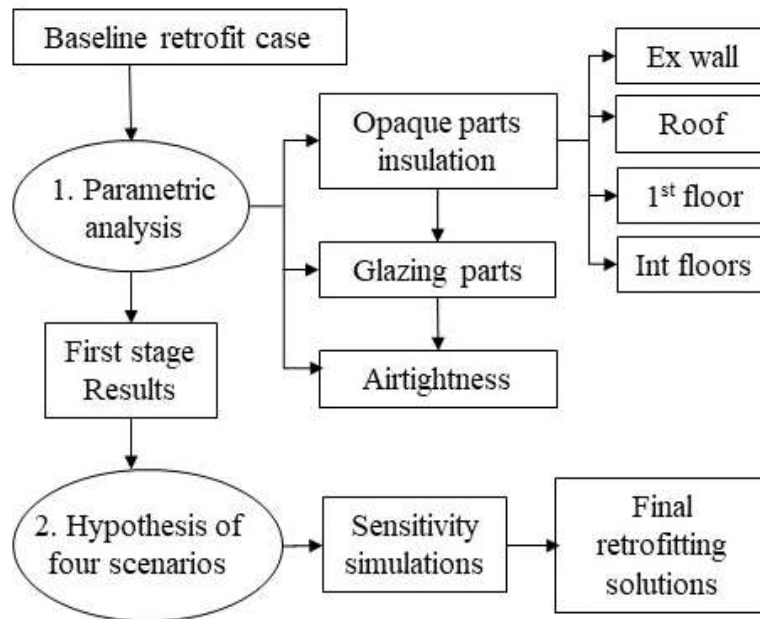 Baseline retrofit case
1. Parametric
analysis
First stage
Results
2. Hypothesis of
four scenarios
Opaque parts
insulation
Glazing parts
Airtightness
Ex wall
Roof
1st floor
Int floors
Sensitivity
simulations
Final
retrofitting
solutions